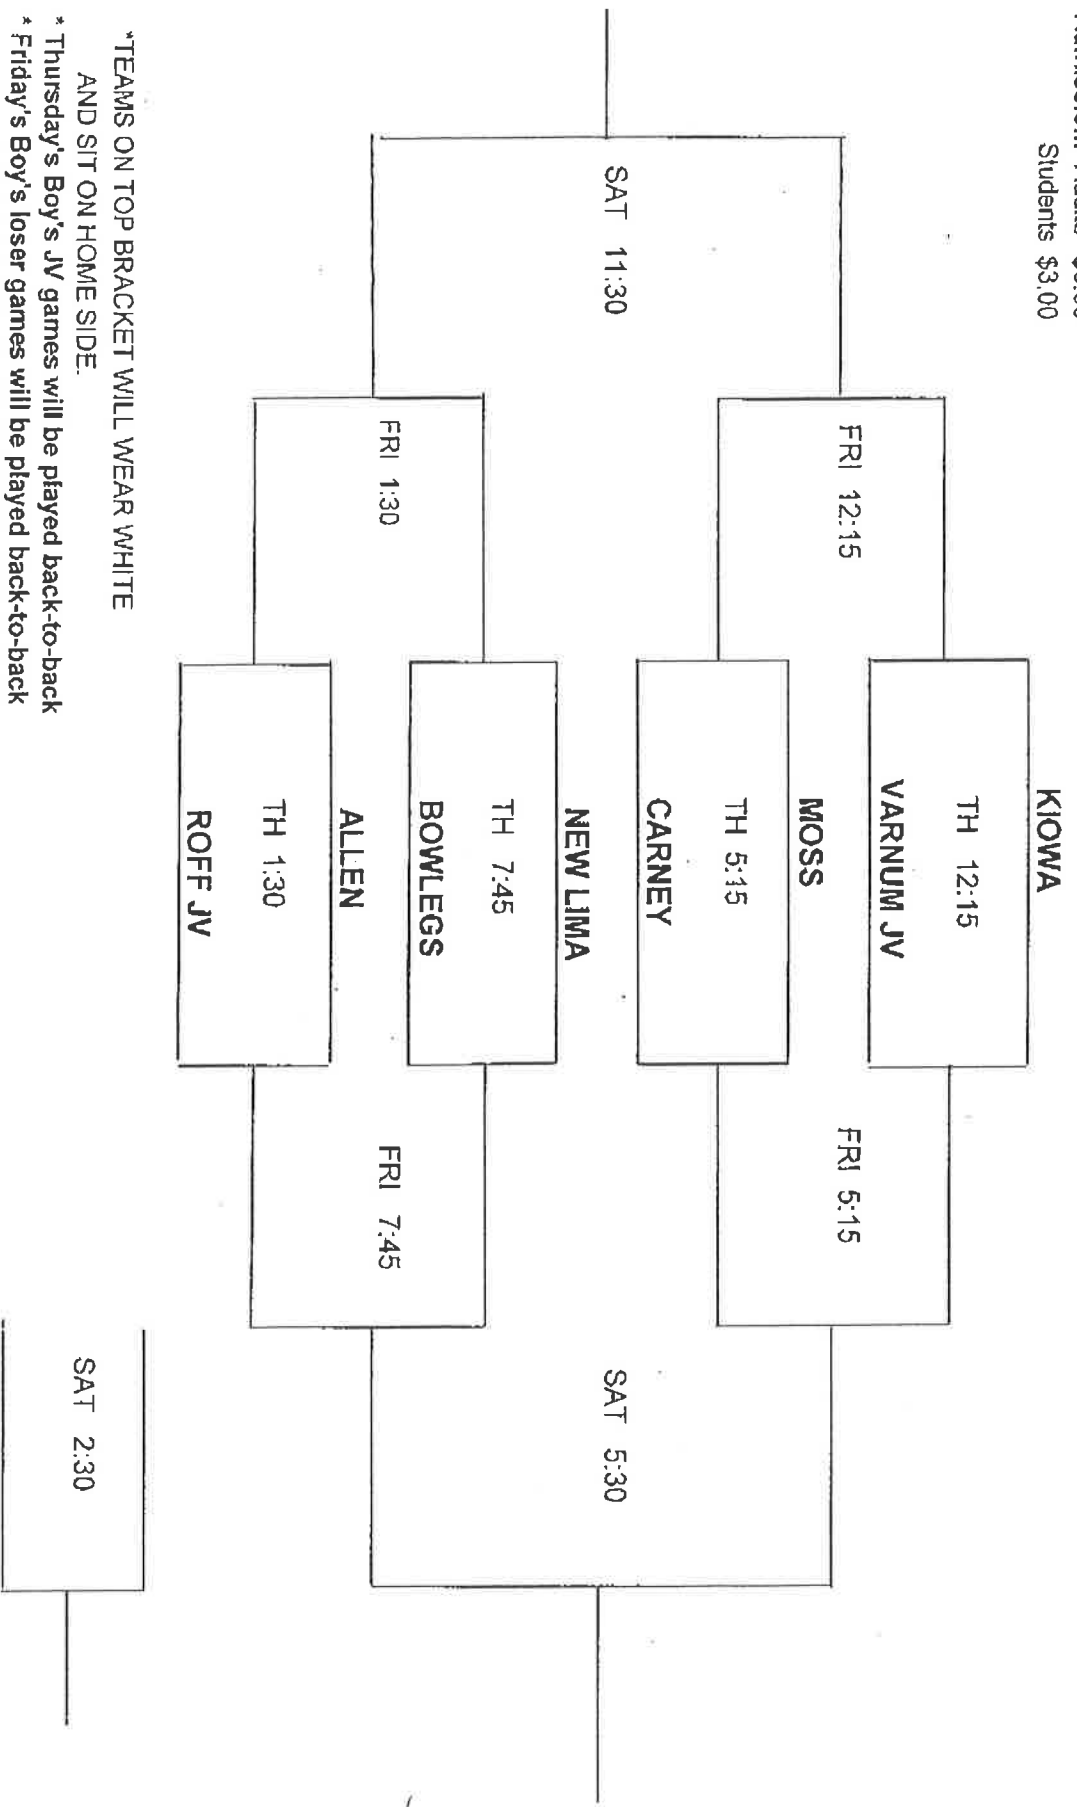 Students $3.00
KIOWA
TH 12:15
VARNUM JV
FRI 12:15
FRI 5:15
MOSS
TH 5:15
CARNEY
SAT 11:30
SAT 5:30
NEW LIMA
TH 7:45
BOWLEGS
FRI 1:30
FRI 7:45
ALLEN
TH 1:30
ROFF JV
*TEAMS ON TOP BRACKET WILL WEAR WHITE
AND SIT ON HOME SIDE.
SAT 2:30
* Thursday's Boy's JV games will be played back-to-back
* Friday's Boy's loser games will be played back-to-back